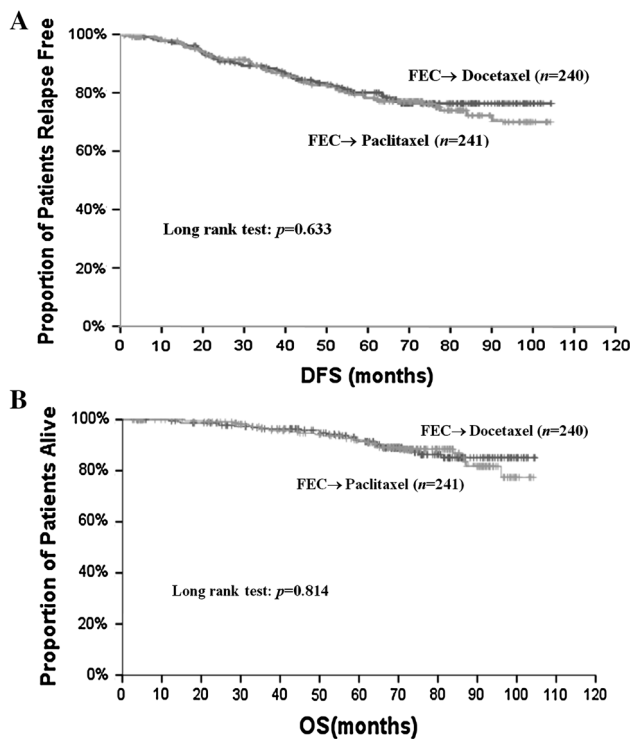 A
Proportion of Patients Relapse Free
100%
80%
60%
40%
20%
0%
FEC→ Docetaxel (n=240)
FEC→ Paclitaxel (n=241)
Long rank test: p=0.633
0 10 20 30 40 50 60 70 80 90 100 110 120
DFS (months)
B
Proportion of Patients Alive
100%
80%
60%
40%
20%
0%
FEC→ Docetaxel (n=240)
FEC→ Paclitaxel (n=241)
Long rank test: p=0.814
0 10 20 30 40 50 60 70 80 90 100 110 120
OS(months)